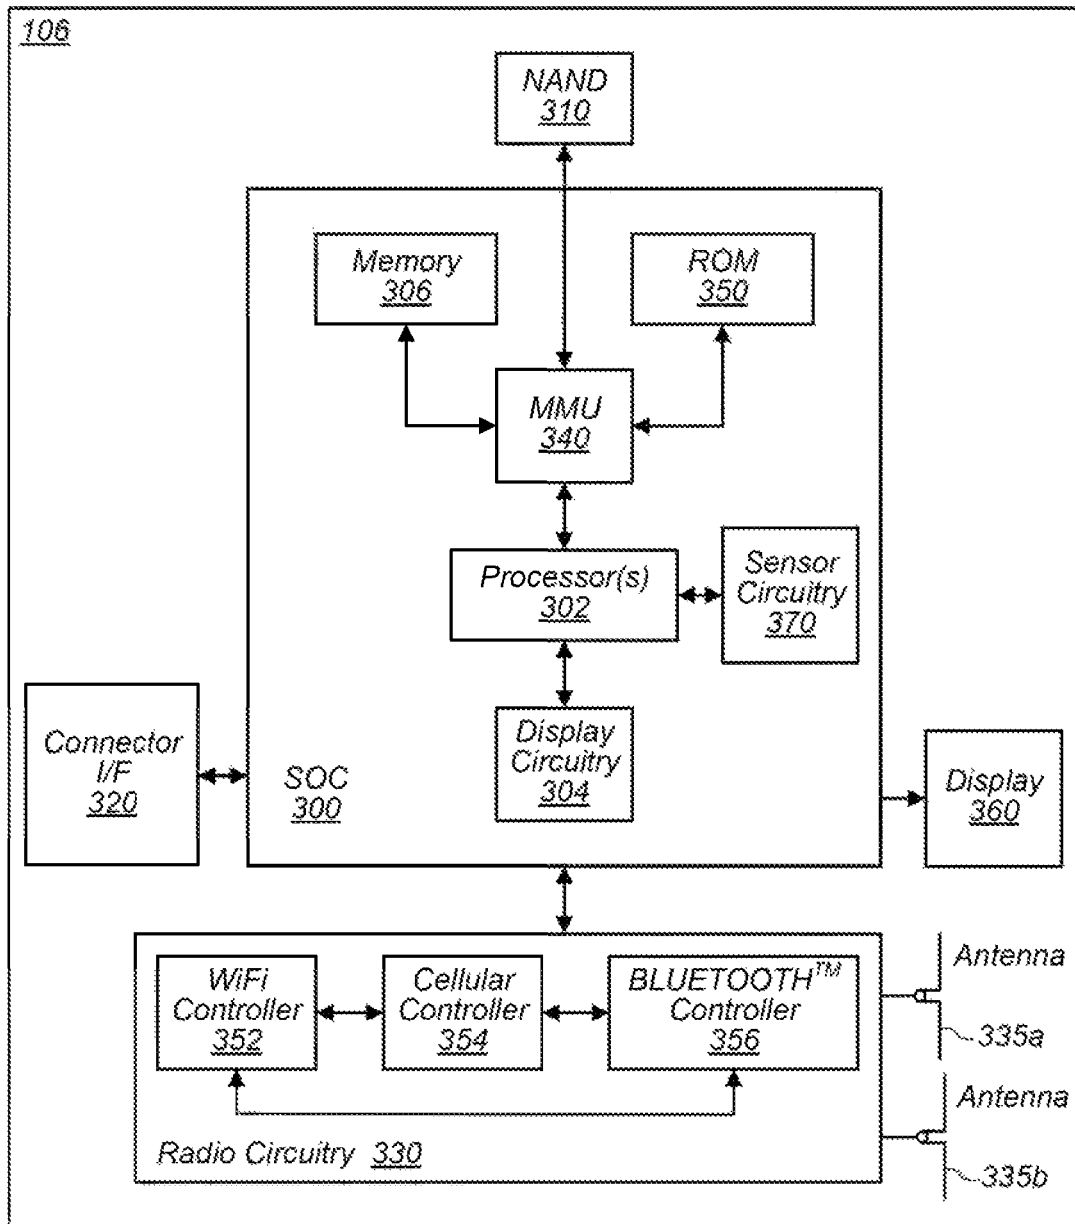 106
NAND
310
Memory
306
ROM
350
MMU
340
Processor(s)
302
Sensor
Circuitry
370
Display
Circuitry
304
Connector
I/F
320
SOC
300
Display
360
WiFi
Controller
352
Cellular
Controller
354
BLUETOOTH™
Controller
356
Antenna
335a
Antenna
335b
Radio Circuitry 330